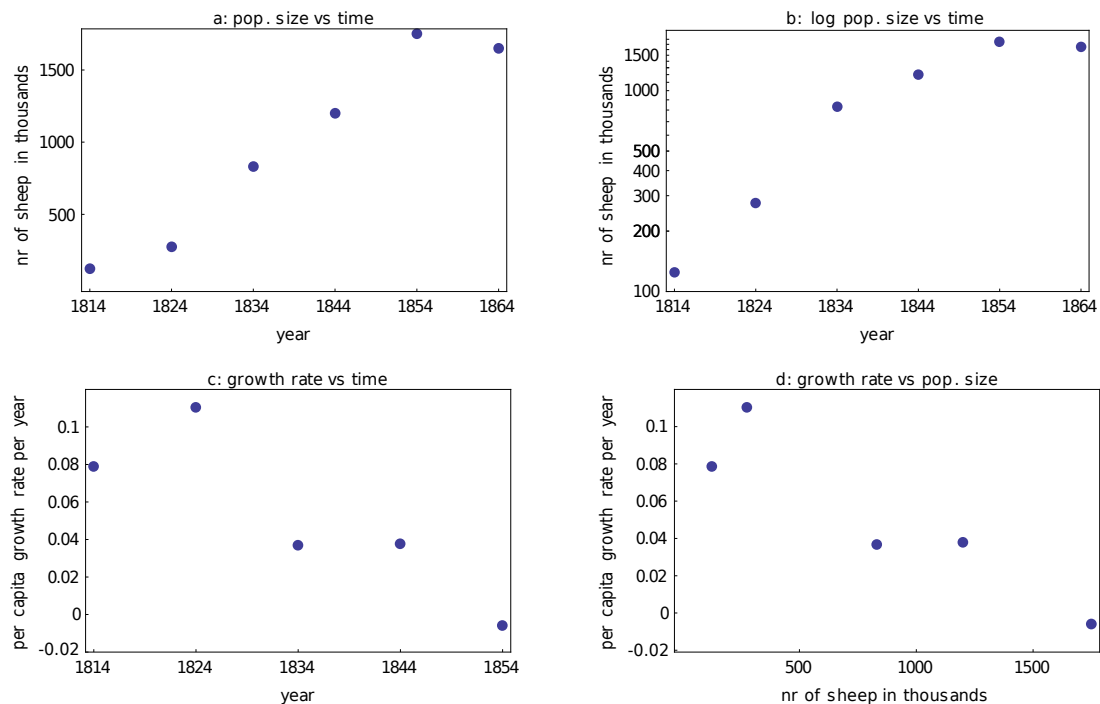 a: pop. size vs time
nr of sheep in thousands
1500
1000
500
1814 1824 1834 1844 1854 1864
year
b: log pop. size vs time
nr of sheep in thousands
1500
1000
500
400
300
200
100
1814 1824 1834 1844 1854 1864
year
c: growth rate vs time
per capita growth rate per year
0.1
0.08
0.06
0.04
0.02
0
-0.02
1814 1824 1834 1844 1854
year
d: growth rate vs pop. size
per capita growth rate per year
0.1
0.08
0.06
0.04
0.02
0
-0.02
500 1000 1500
nr of sheep in thousands